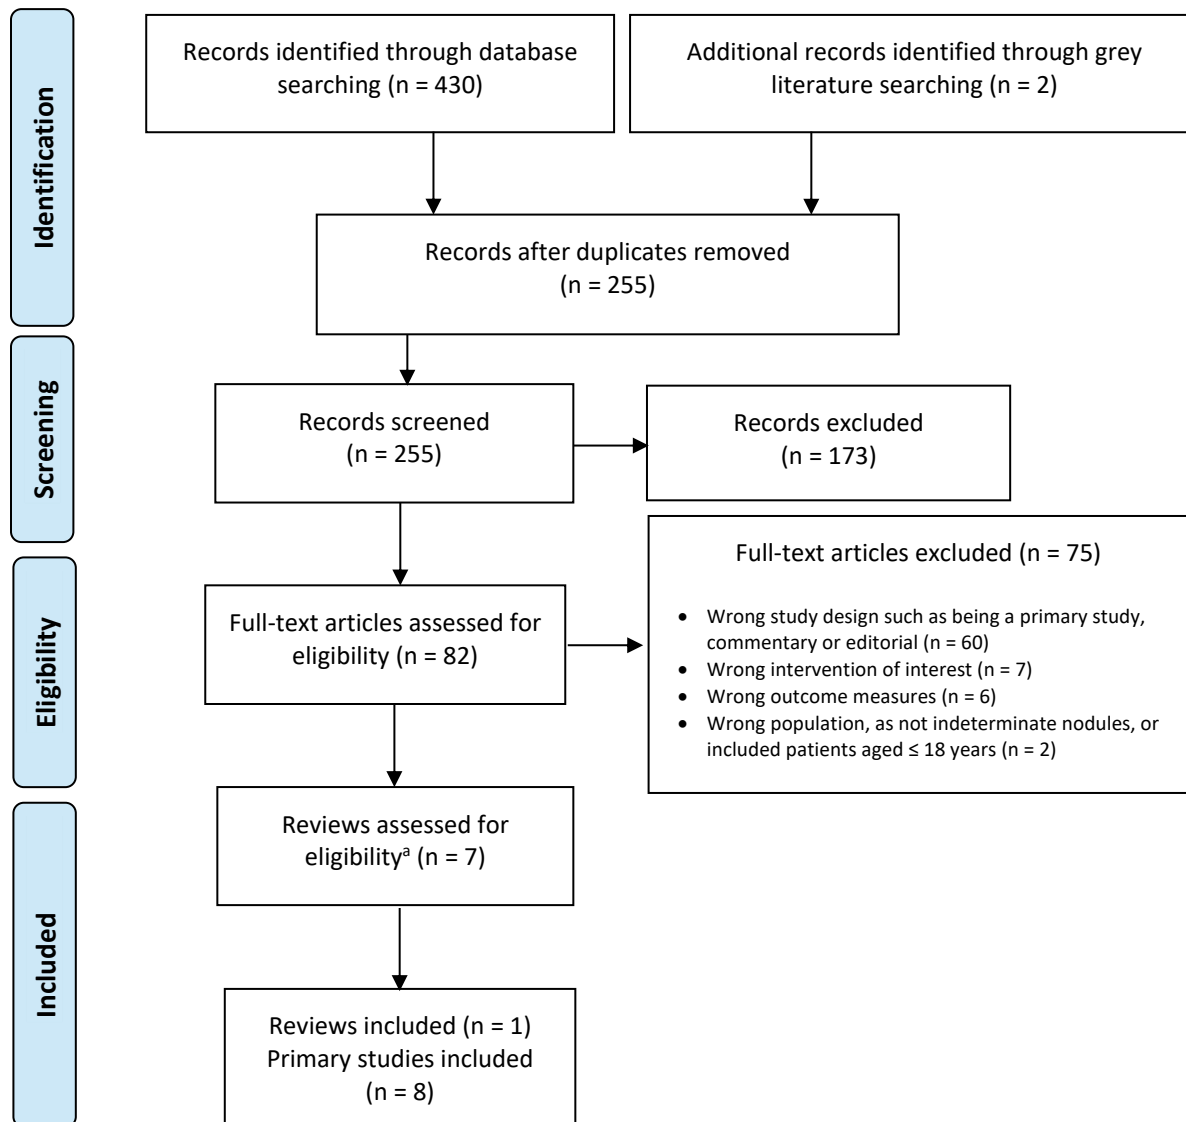 Identification
Records identified through database
searching (n = 430)
Additional records identified through grey
literature searching (n = 2)
Records after duplicates removed
(n = 255)
Screening
Records screened
(n = 255)
Records excluded
(n = 173)
Eligibility
Full-text articles assessed for
eligibility (n = 82)
Full-text articles excluded (n = 75)
• Wrong study design such as being a primary study,
commentary or editorial (n = 60)
• Wrong intervention of interest (n = 7)
• Wrong outcome measures (n = 6)
• Wrong population, as not indeterminate nodules, or
included patients aged ≤ 18 years (n = 2)
Included
Reviews assessed for
eligibilityᵃ (n = 7)
Reviews included (n = 1)
Primary studies included
(n = 8)